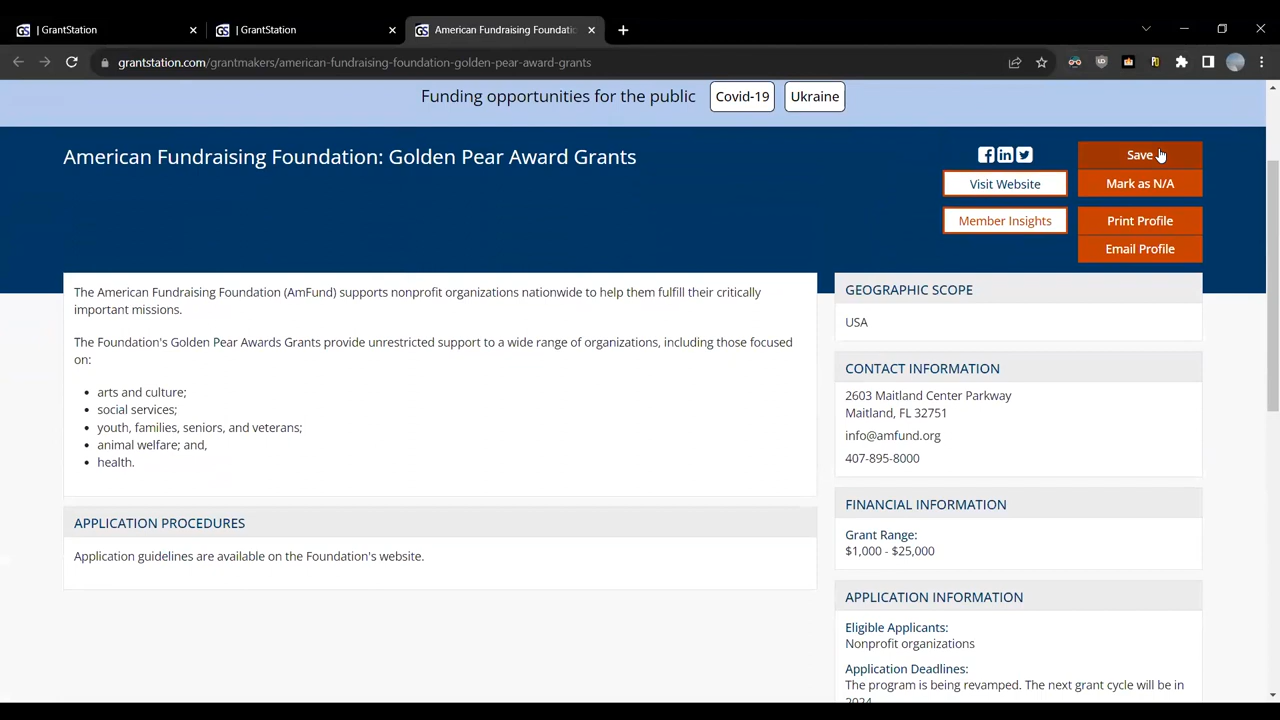 | GrantStation
| GrantStation
American Fundraising Foundatio
grantstation.com/grantmakers/american-fundraising-foundation-golden-pear-award-grants
Funding opportunities for the public
Covid-19
Ukraine
American Fundraising Foundation: Golden Pear Award Grants
Save
Visit Website
Mark as N/A
Member Insights
Print Profile
Email Profile
The American Fundraising Foundation (AmFund) supports nonprofit organizations nationwide to help them fulfill their critically
important missions.
The Foundation's Golden Pear Awards Grants provide unrestricted support to a wide range of organizations, including those focused
on:
• arts and culture;
• social services;
• youth, families, seniors, and veterans;
• animal welfare; and,
• health.
APPLICATION PROCEDURES
Application guidelines are available on the Foundation's website.
GEOGRAPHIC SCOPE
USA
CONTACT INFORMATION
2603 Maitland Center Parkway
Maitland, FL 32751
info@amfund.org
407-895-8000
FINANCIAL INFORMATION
Grant Range:
$1,000 - $25,000
APPLICATION INFORMATION
Eligible Applicants:
Nonprofit organizations
Application Deadlines:
The program is being revamped. The next grant cycle will be in
2024